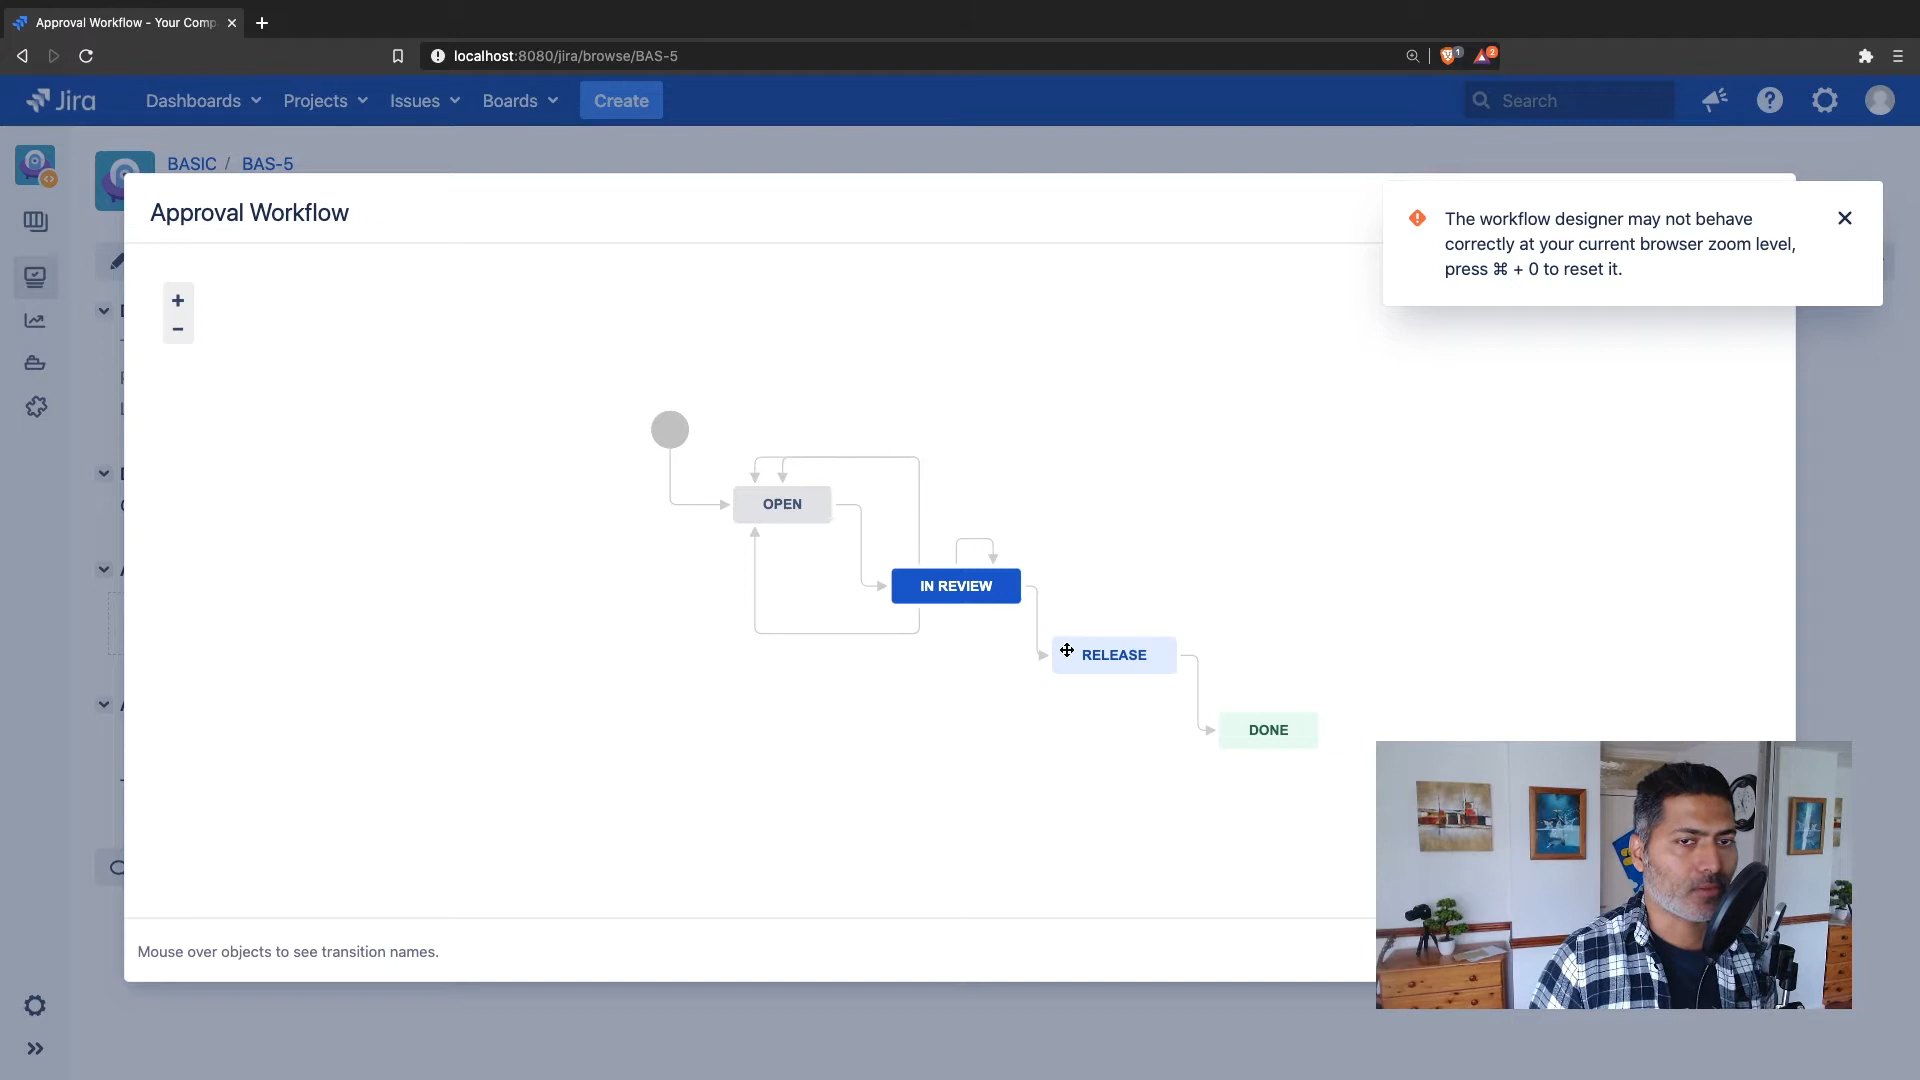 Approval Workflow - Your Comp
localhost:8080/jira/browse/BAS-5
1
2
Jira
Dashboards
Projects
Issues
Boards
Create
Search
BASIC / BAS-5
Approval Workflow
The workflow designer may not behave
correctly at your current browser zoom level,
press ⌘ + 0 to reset it.
+
−
OPEN
IN REVIEW
RELEASE
DONE
Mouse over objects to see transition names.